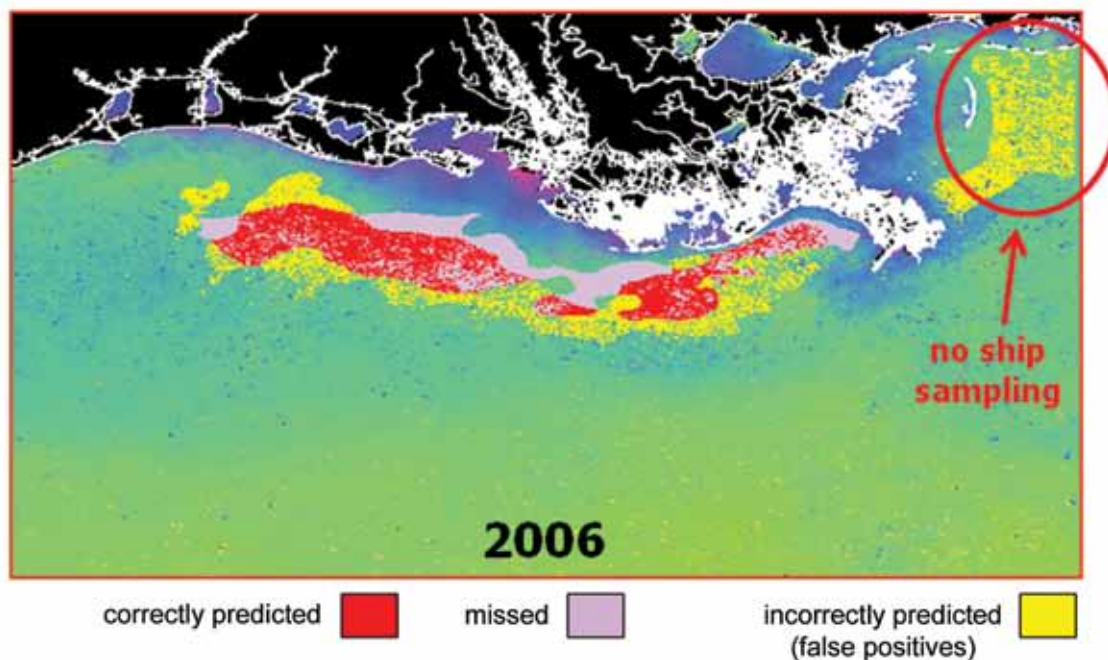 no ship
sampling
2006
correctly predicted
missed
incorrectly predicted
(false positives)